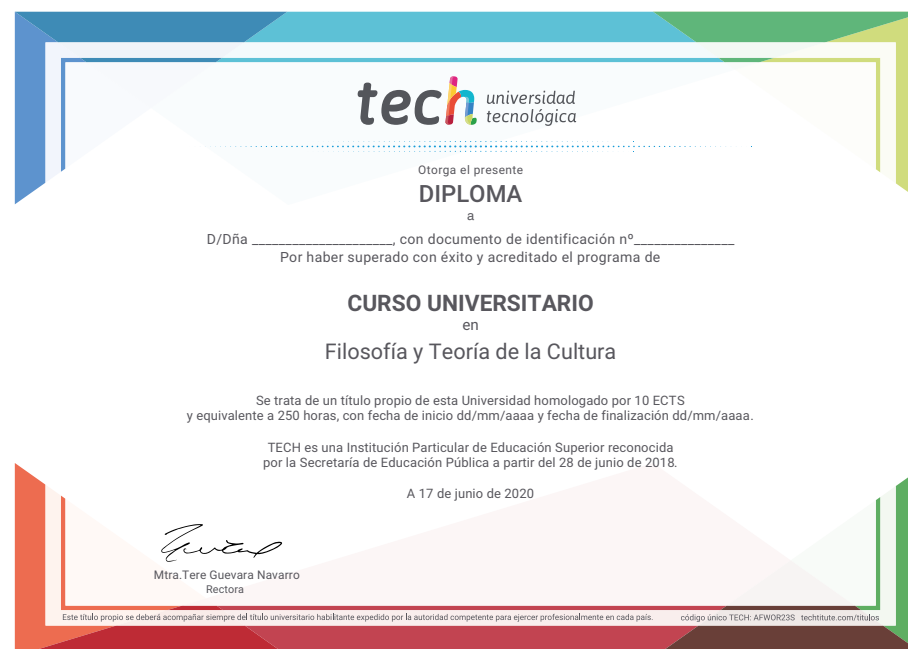 tech universidad
tecnológica
Otorga el presente
DIPLOMA
a
D/Dña ______________________, con documento de identificación nº_______________
Por haber superado con éxito y acreditado el programa de
CURSO UNIVERSITARIO
en
Filosofía y Teoría de la Cultura
Se trata de un título propio de esta Universidad homologado por 10 ECTS
y equivalente a 250 horas, con fecha de inicio dd/mm/aaaa y fecha de finalización dd/mm/aaaa.
TECH es una Institución Particular de Educación Superior reconocida
por la Secretaría de Educación Pública a partir del 28 de junio de 2018.
A 17 de junio de 2020
Mtra.Tere Guevara Navarro
Rectora
Este título propio se deberá acompañar siempre del título universitario habilitante expedido por la autoridad competente para ejercer profesionalmente en cada país. código único TECH: AFWOR23S techtitute.com/titulos